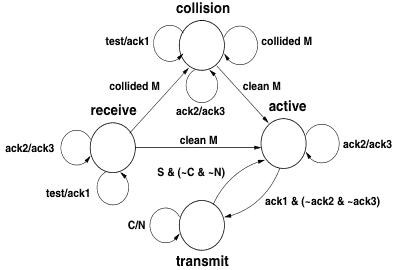 collision
test/ack1
collided M
collided M
clean M
ack2/ack3
receive
active
ack2/ack3
clean M
ack2/ack3
S & (~C & ~N)
test/ack1
ack1 & (~ack2 & ~ack3)
C/N
transmit